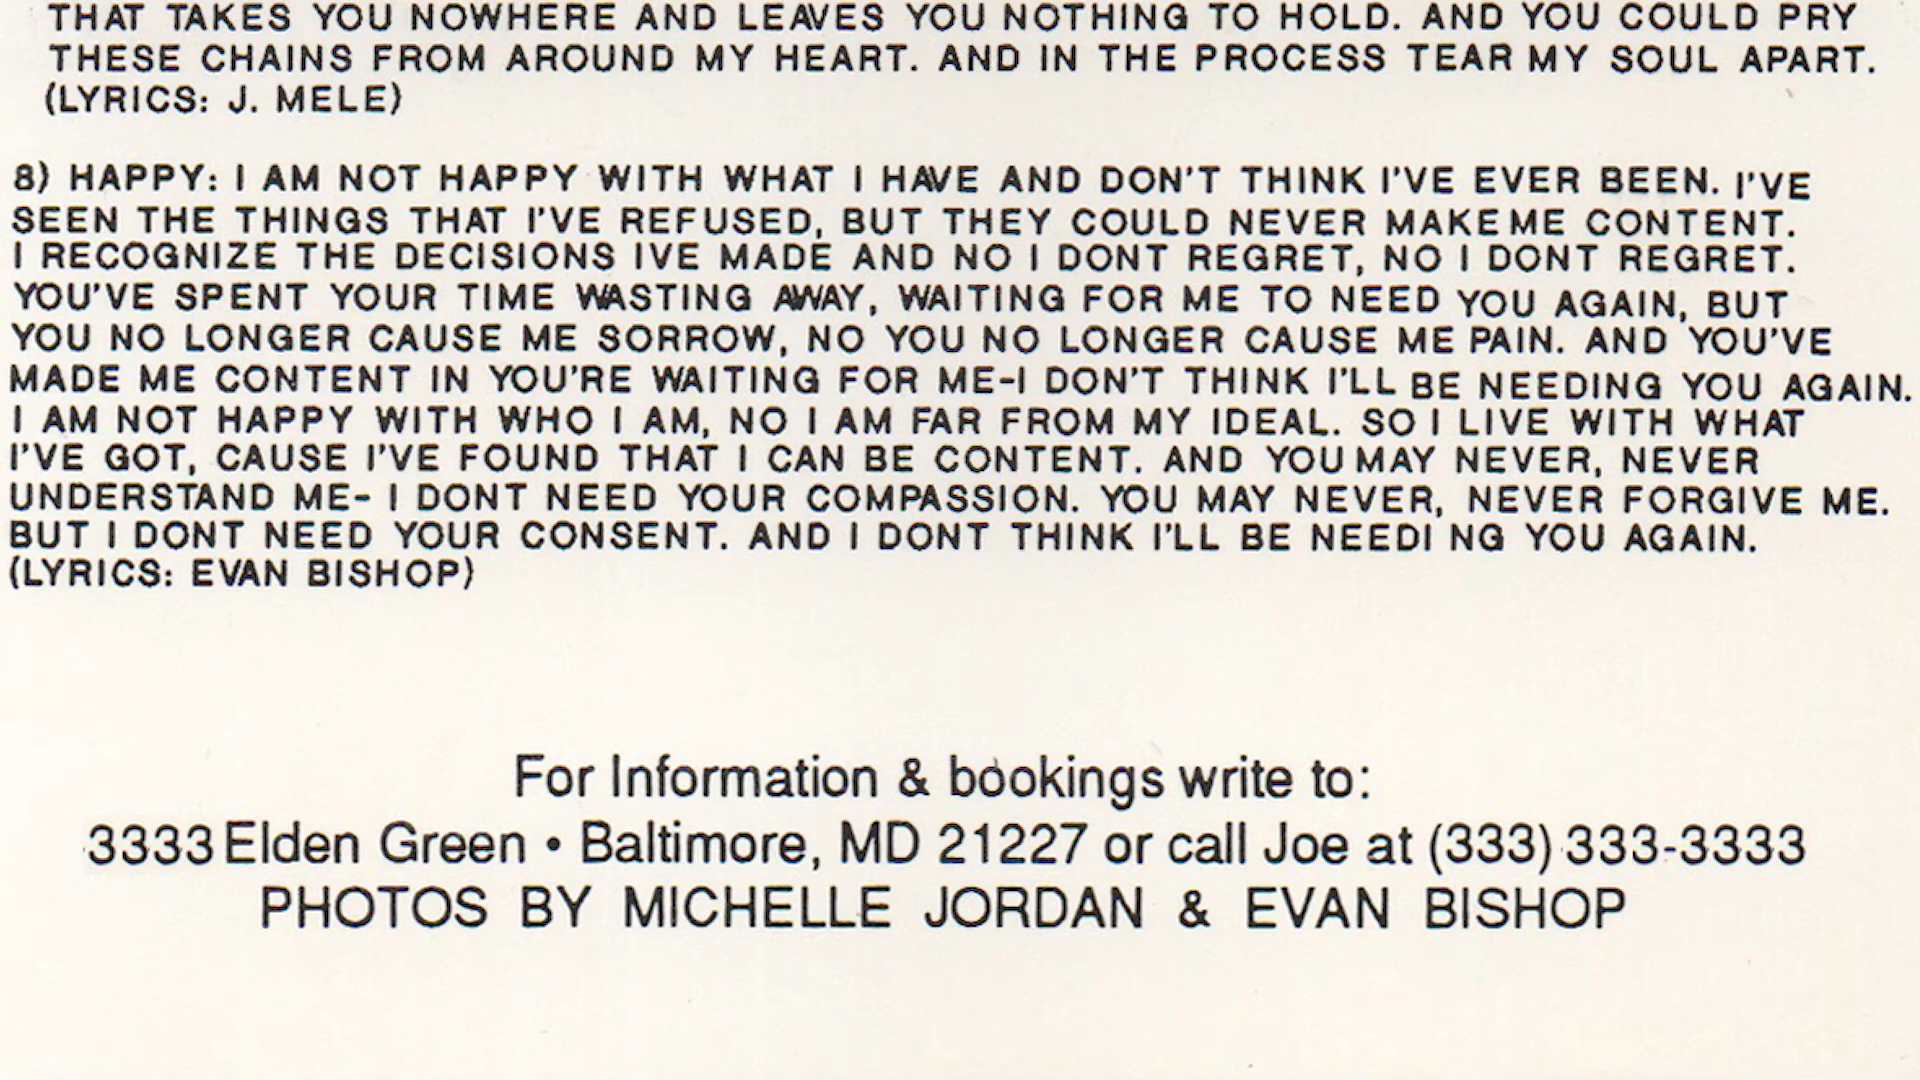 THAT TAKES YOU NOWHERE AND LEAVES YOU NOTHING TO HOLD. AND YOU COULD PRY
THESE CHAINS FROM AROUND MY HEART. AND IN THE PROCESS TEAR MY SOUL APART.
(LYRICS: J. MELE)
8) HAPPY: I AM NOT HAPPY WITH WHAT I HAVE AND DON'T THINK I'VE EVER BEEN. I'VE
SEEN THE THINGS THAT I'VE REFUSED, BUT THEY COULD NEVER MAKE ME CONTENT.
I RECOGNIZE THE DECISIONS IVE MADE AND NO I DONT REGRET, NO I DONT REGRET.
YOU'VE SPENT YOUR TIME WASTING AWAY, WAITING FOR ME TO NEED YOU AGAIN, BUT
YOU NO LONGER CAUSE ME SORROW, NO YOU NO LONGER CAUSE ME PAIN. AND YOU'VE
MADE ME CONTENT IN YOU'RE WAITING FOR ME-I DON'T THINK I'LL BE NEEDING YOU AGAIN.
I AM NOT HAPPY WITH WHO I AM, NO I AM FAR FROM MY IDEAL. SO I LIVE WITH WHAT
I'VE GOT, CAUSE I'VE FOUND THAT I CAN BE CONTENT. AND YOU MAY NEVER, NEVER
UNDERSTAND ME- I DONT NEED YOUR COMPASSION. YOU MAY NEVER, NEVER FORGIVE ME.
BUT I DONT NEED YOUR CONSENT. AND I DONT THINK I'LL BE NEEDI NG YOU AGAIN.
(LYRICS: EVAN BISHOP)
For Information & bookings write to:
3333 Elden Green • Baltimore, MD 21227 or call Joe at (333) 333-3333
PHOTOS BY MICHELLE JORDAN & EVAN BISHOP